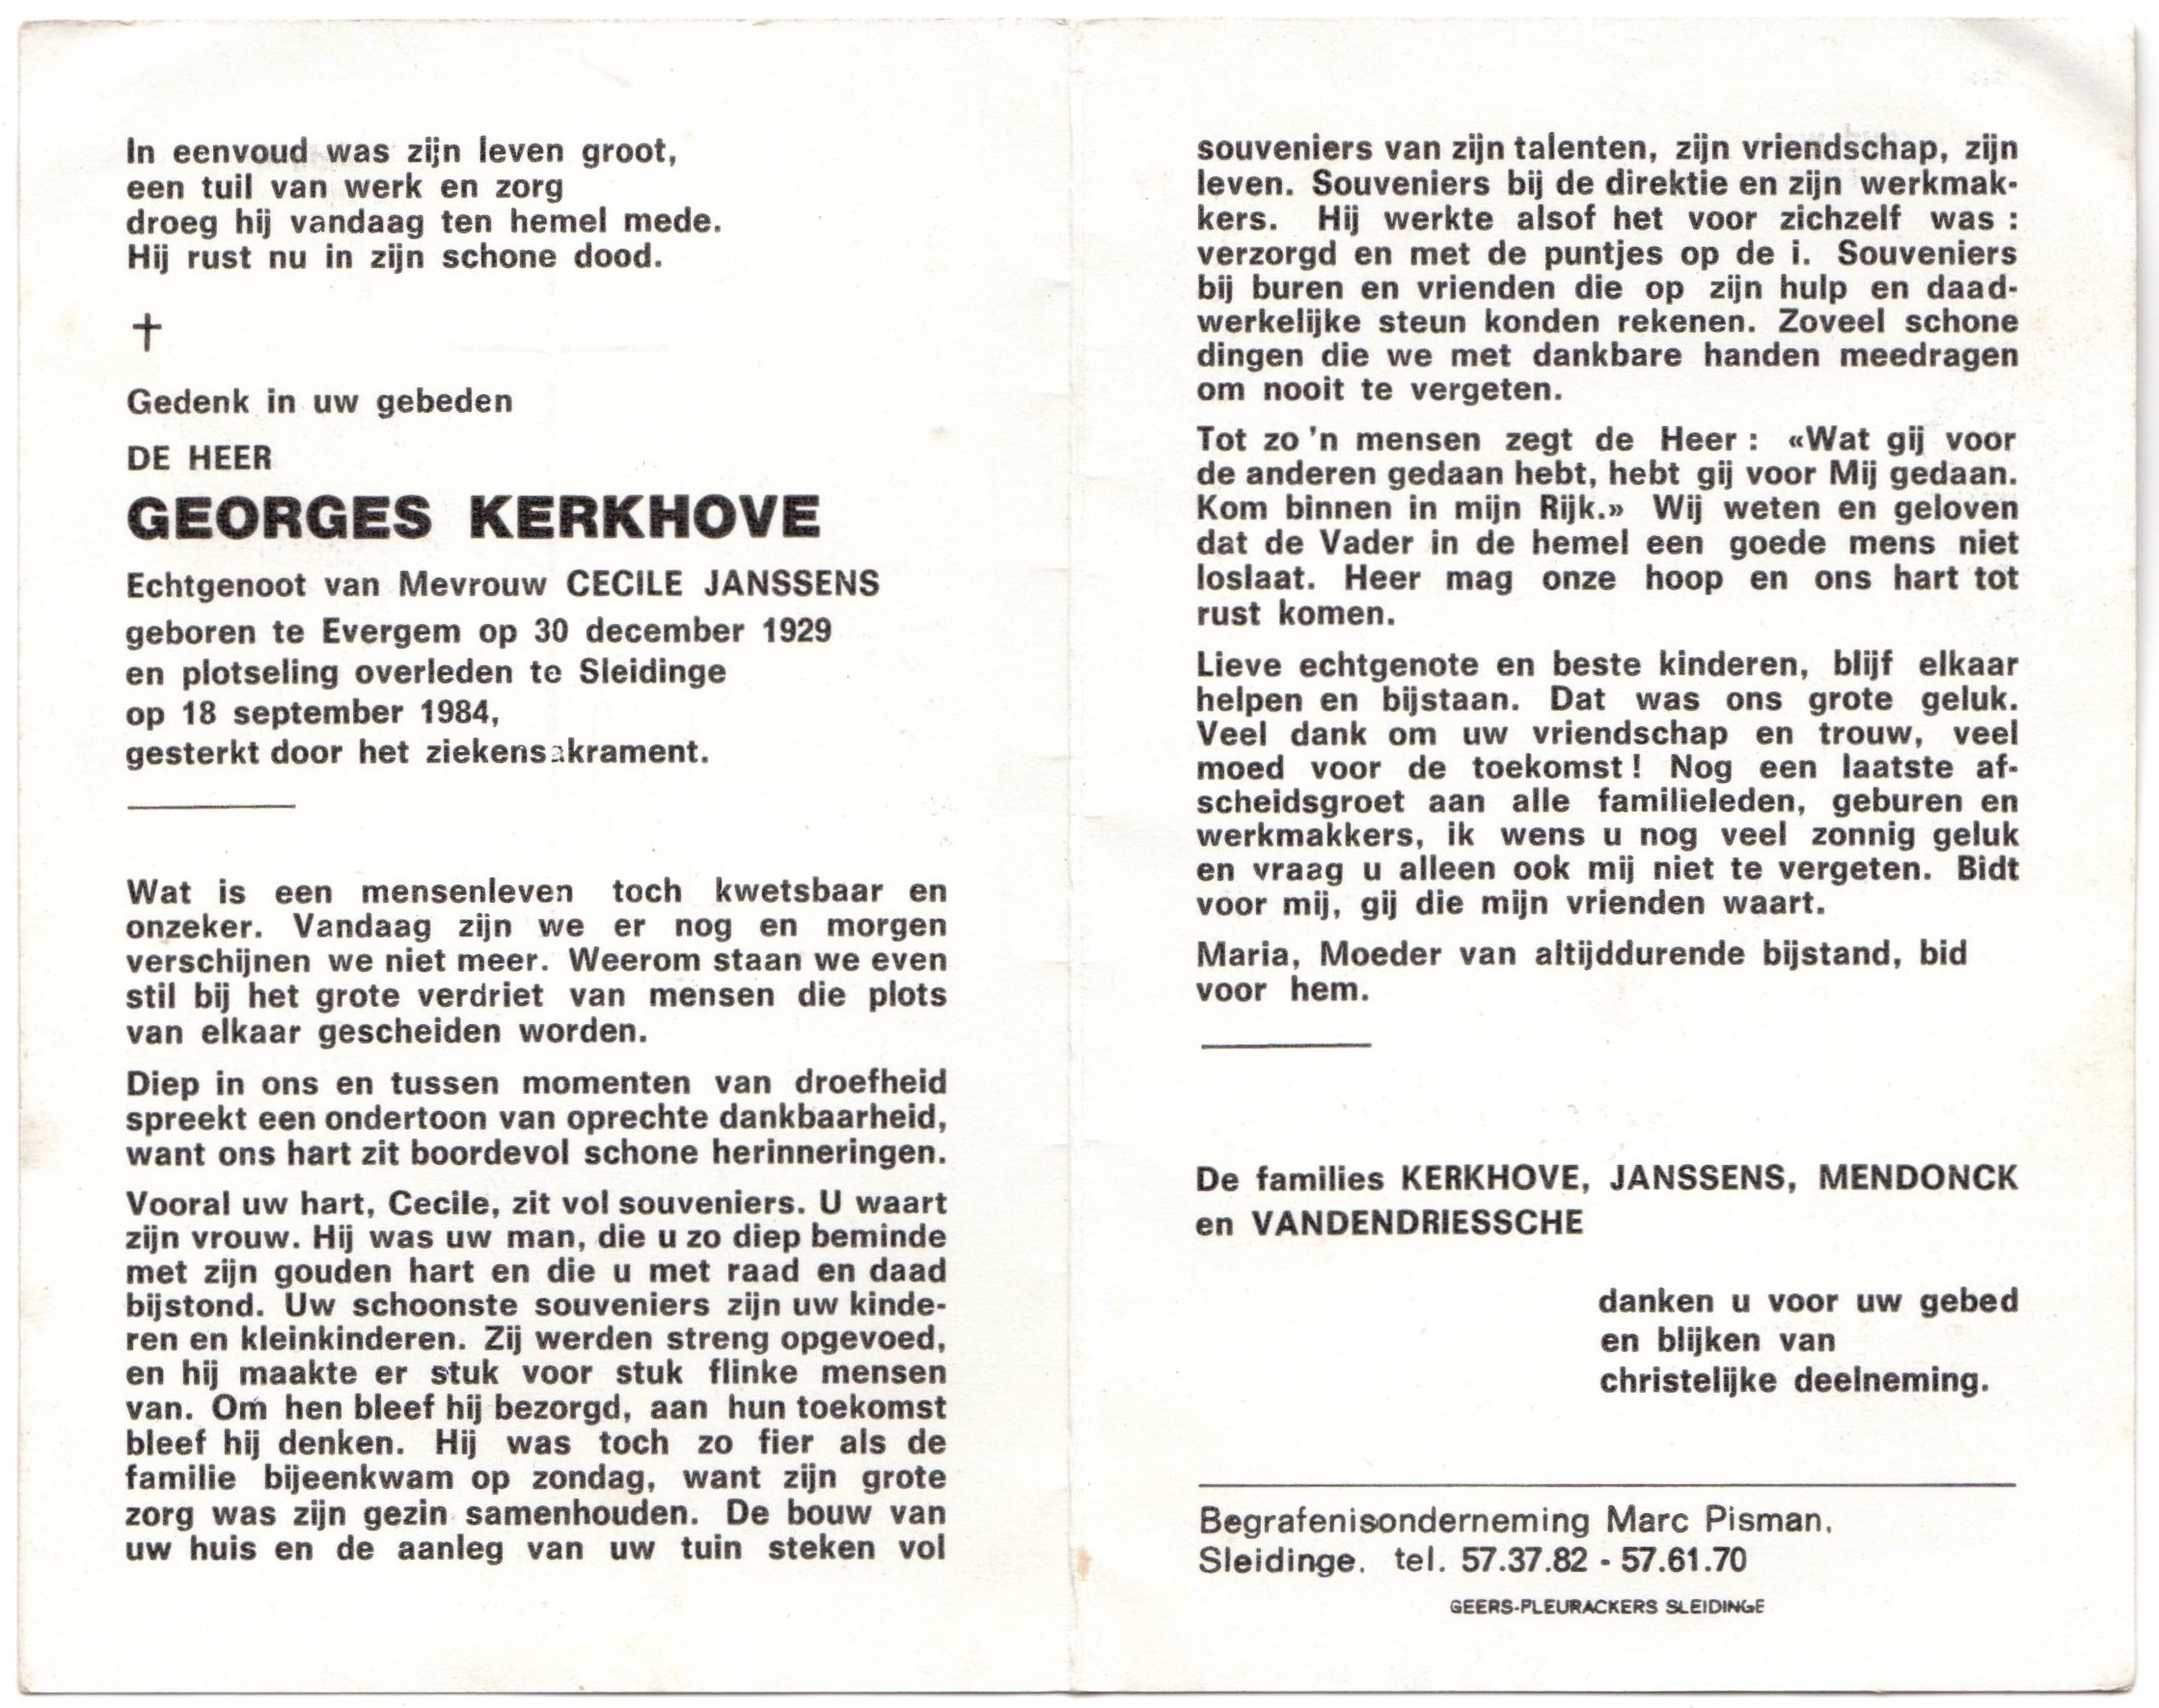 In eenvoud was zijn leven groot,
een tuil van werk en zorg
droeg hij vandaag ten hemel mede.
Hij rust nu in zijn schone dood.
✝
Gedenk in uw gebeden
DE HEER
GEORGES KERKHOVE
Echtgenoot van Mevrouw CECILE JANSSENS
geboren te Evergem op 30 december 1929
en plotseling overleden te Sleidinge
op 18 september 1984,
gesterkt door het ziekensakrament.
Wat is een mensenleven toch kwetsbaar en
onzeker. Vandaag zijn we er nog en morgen
verschijnen we niet meer. Weerom staan we even
stil bij het grote verdriet van mensen die plots
van elkaar gescheiden worden.
Diep in ons en tussen momenten van droefheid
spreekt een ondertoon van oprechte dankbaarheid,
want ons hart zit boordevol schone herinneringen.
Vooral uw hart, Cecile, zit vol souveniers. U waart
zijn vrouw. Hij was uw man, die u zo diep beminde
met zijn gouden hart en die u met raad en daad
bijstond. Uw schoonste souveniers zijn uw kinde-
ren en kleinkinderen. Zij werden streng opgevoed,
en hij maakte er stuk voor stuk flinke mensen
van. Om hen bleef hij bezorgd, aan hun toekomst
bleef hij denken. Hij was toch zo fier als de
familie bijeenkwam op zondag, want zijn grote
zorg was zijn gezin samenhouden. De bouw van
uw huis en de aanleg van uw tuin steken vol
souveniers van zijn talenten, zijn vriendschap, zijn
leven. Souveniers bij de direktie en zijn werkmak-
kers. Hij werkte alsof het voor zichzelf was :
verzorgd en met de puntjes op de i. Souveniers
bij buren en vrienden die op zijn hulp en daad-
werkelijke steun konden rekenen. Zoveel schone
dingen die we met dankbare handen meedragen
om nooit te vergeten.
Tot zo 'n mensen zegt de Heer : «Wat gij voor
de anderen gedaan hebt, hebt gij voor Mij gedaan.
Kom binnen in mijn Rijk.» Wij weten en geloven
dat de Vader in de hemel een goede mens niet
loslaat. Heer mag onze hoop en ons hart tot
rust komen.
Lieve echtgenote en beste kinderen, blijf elkaar
helpen en bijstaan. Dat was ons grote geluk.
Veel dank om uw vriendschap en trouw, veel
moed voor de toekomst ! Nog een laatste af-
scheidsgroet aan alle familieleden, geburen en
werkmakkers, ik wens u nog veel zonnig geluk
en vraag u alleen ook mij niet te vergeten. Bidt
voor mij, gij die mijn vrienden waart.
Maria, Moeder van altijddurende bijstand, bid
voor hem.
De families KERKHOVE, JANSSENS, MENDONCK
en VANDENDRIESSCHE
danken u voor uw gebed
en blijken van
christelijke deelneming.
Begrafenisonderneming Marc Pisman,
Sleidinge. tel. 57.37.82 - 57.61.70
GEERS-PLEURACKERS SLEIDINGE